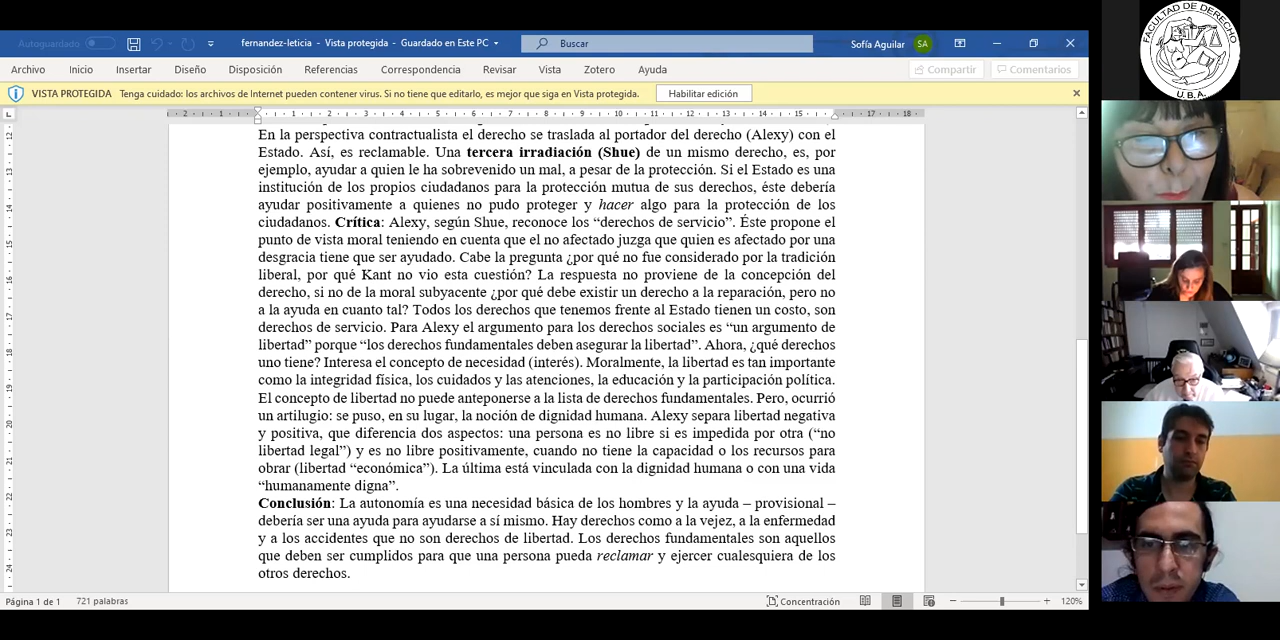 Autoguardado
fernandez-leticia - Vista protegida - Guardado en Este PC
Buscar
Sofía Aguilar
SA
Archivo Inicio Insertar Diseño Disposición Referencias Correspondencia Revisar Vista Zotero Ayuda
Compartir Comentarios
VISTA PROTEGIDA Tenga cuidado: los archivos de Internet pueden contener virus. Si no tiene que editarlo, es mejor que siga en Vista protegida.
Habilitar edición
En la perspectiva contractualista el derecho se traslada al portador del derecho (Alexy) con el
Estado. Así, es reclamable. Una tercera irradiación (Shue) de un mismo derecho, es, por
ejemplo, ayudar a quien le ha sobrevenido un mal, a pesar de la protección. Si el Estado es una
institución de los propios ciudadanos para la protección mutua de sus derechos, éste debería
ayudar positivamente a quienes no pudo proteger y hacer algo para la protección de los
ciudadanos. Crítica: Alexy, según Shue, reconoce los “derechos de servicio”. Éste propone el
punto de vista moral teniendo en cuenta que el no afectado juzga que quien es afectado por una
desgracia tiene que ser ayudado. Cabe la pregunta ¿por qué no fue considerado por la tradición
liberal, por qué Kant no vio esta cuestión? La respuesta no proviene de la concepción del
derecho, si no de la moral subyacente ¿por qué debe existir un derecho a la reparación, pero no
a la ayuda en cuanto tal? Todos los derechos que tenemos frente al Estado tienen un costo, son
derechos de servicio. Para Alexy el argumento para los derechos sociales es “un argumento de
libertad” porque “los derechos fundamentales deben asegurar la libertad”. Ahora, ¿qué derechos
uno tiene? Interesa el concepto de necesidad (interés). Moralmente, la libertad es tan importante
como la integridad física, los cuidados y las atenciones, la educación y la participación política.
El concepto de libertad no puede anteponerse a la lista de derechos fundamentales. Pero, ocurrió
un artilugio: se puso, en su lugar, la noción de dignidad humana. Alexy separa libertad negativa
y positiva, que diferencia dos aspectos: una persona es no libre si es impedida por otra (“no
libertad legal”) y es no libre positivamente, cuando no tiene la capacidad o los recursos para
obrar (libertad “económica”). La última está vinculada con la dignidad humana o con una vida
“humanamente digna”.
Conclusión: La autonomía es una necesidad básica de los hombres y la ayuda – provisional –
debería ser una ayuda para ayudarse a sí mismo. Hay derechos como a la vejez, a la enfermedad
y a los accidentes que no son derechos de libertad. Los derechos fundamentales son aquellos
que deben ser cumplidos para que una persona pueda reclamar y ejercer cualesquiera de los
otros derechos.
Página 1 de 1 721 palabras
Concentración
120%
FACULTAD DE DERECHO
U.B.A.